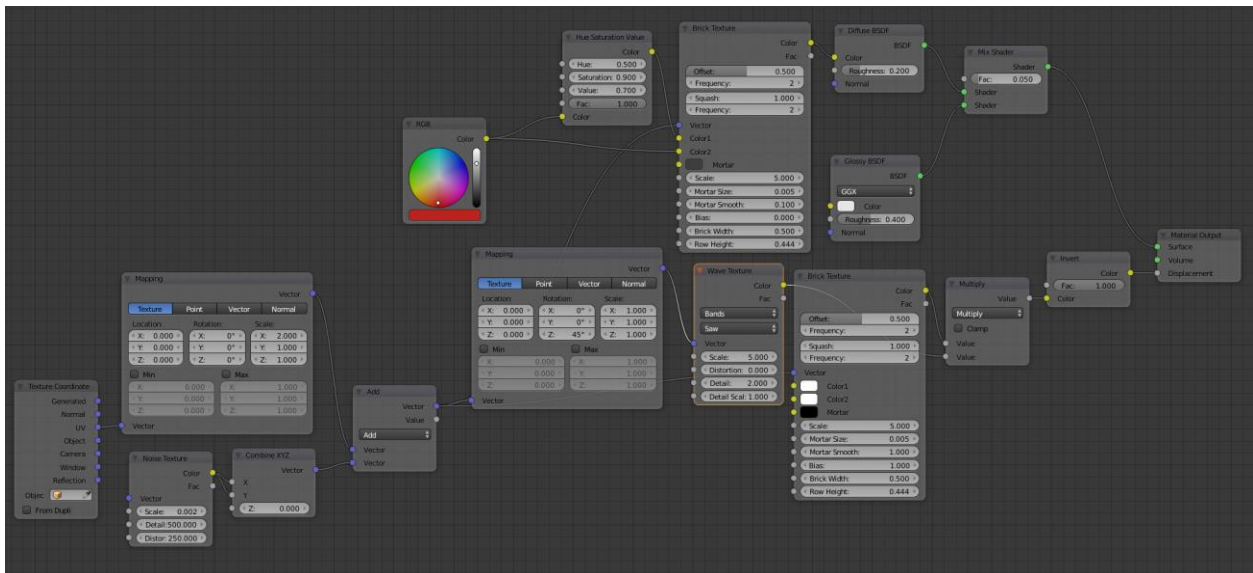 Hue Saturation Value
Color
Hue: 0.500
Saturation: 0.900
Value: 0.700
Fac: 1.000
Color
Brick Texture
Color
Fac
Offset: 0.500
Frequency: 2
Squash: 1.000
Frequency: 2
Vector
Color1
Color2
Mortar
Scale: 5.000
Mortar Size: 0.005
Mortar Smooth: 0.100
Bias: 0.000
Brick Width: 0.500
Row Height: 0.444
Diffuse BSDF
BSDF
Color
Roughness: 0.200
Normal
Mix Shader
Shader
Fac: 0.050
Shader
Shader
RGB
Color
Glossy BSDF
BSDF
GGX
Color
Roughness: 0.400
Normal
Material Output
Surface
Volume
Displacement
Mapping
Vector
Texture Point Vector Normal
Location: Rotation: Scale:
X: 0.000 X: 0° X: 2.000
Y: 0.000 Y: 0° Y: 1.000
Z: 0.000 Z: 0° Z: 1.000
Min Max
X: 0.000 X: 1.000
Y: 0.000 Y: 1.000
Z: 0.000 Z: 1.000
Vector
Mapping
Vector
Texture Point Vector Normal
Location: Rotation: Scale:
X: 0.000 X: 0° X: 1.000
Y: 0.000 Y: 0° Y: 1.000
Z: 0.000 Z: 45° Z: 1.000
Min Max
X: 0.000 X: 1.000
Y: 0.000 Y: 1.000
Z: 0.000 Z: 1.000
Vector
Wave Texture
Color
Fac
Bands
Saw
Vector
Scale: 5.000
Distortion: 0.000
Detail: 2.000
Detail Scal: 1.000
Brick Texture
Color
Fac
Offset: 0.500
Frequency: 2
Squash: 1.000
Frequency: 2
Vector
Color1
Color2
Mortar
Scale: 5.000
Mortar Size: 0.005
Mortar Smooth: 1.000
Bias: 1.000
Brick Width: 0.500
Row Height: 0.444
Multiply
Value
Multiply
Clamp
Value:
Value:
Invert
Color
Fac: 1.000
Color
Texture Coordinate
Generated
Normal
UV
Object
Camera
Window
Reflection
Objec
From Dupli
Noise Texture
Color
Fac
Vector
Scale: 0.002
Detail: 500.000
Distor: 250.000
Combine XYZ
Vector
X
Y
Z: 0.000
Add
Vector
Value
Add
Vector
Vector